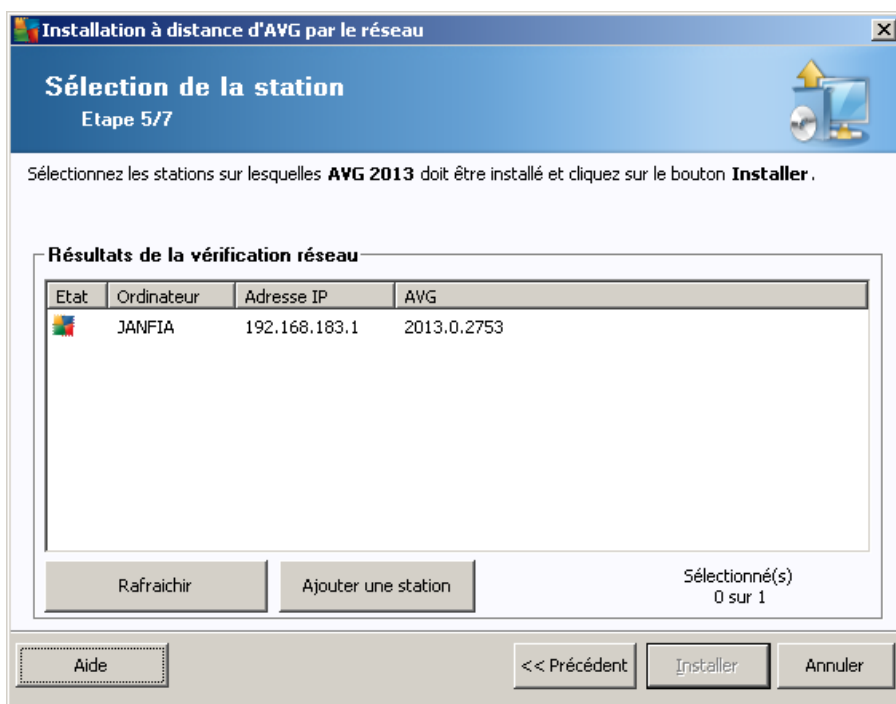 Installation à distance d'AVG par le réseau
Sélection de la station
Etape 5/7
Sélectionnez les stations sur lesquelles AVG 2013 doit être installé et cliquez sur le bouton Installer.
Résultats de la vérification réseau
Etat Ordinateur Adresse IP AVG
JANFIA 192.168.183.1 2013.0.2753
Rafraichir Ajouter une station Sélectionné(s)
0 sur 1
Aide << Précédent Installer Annuler